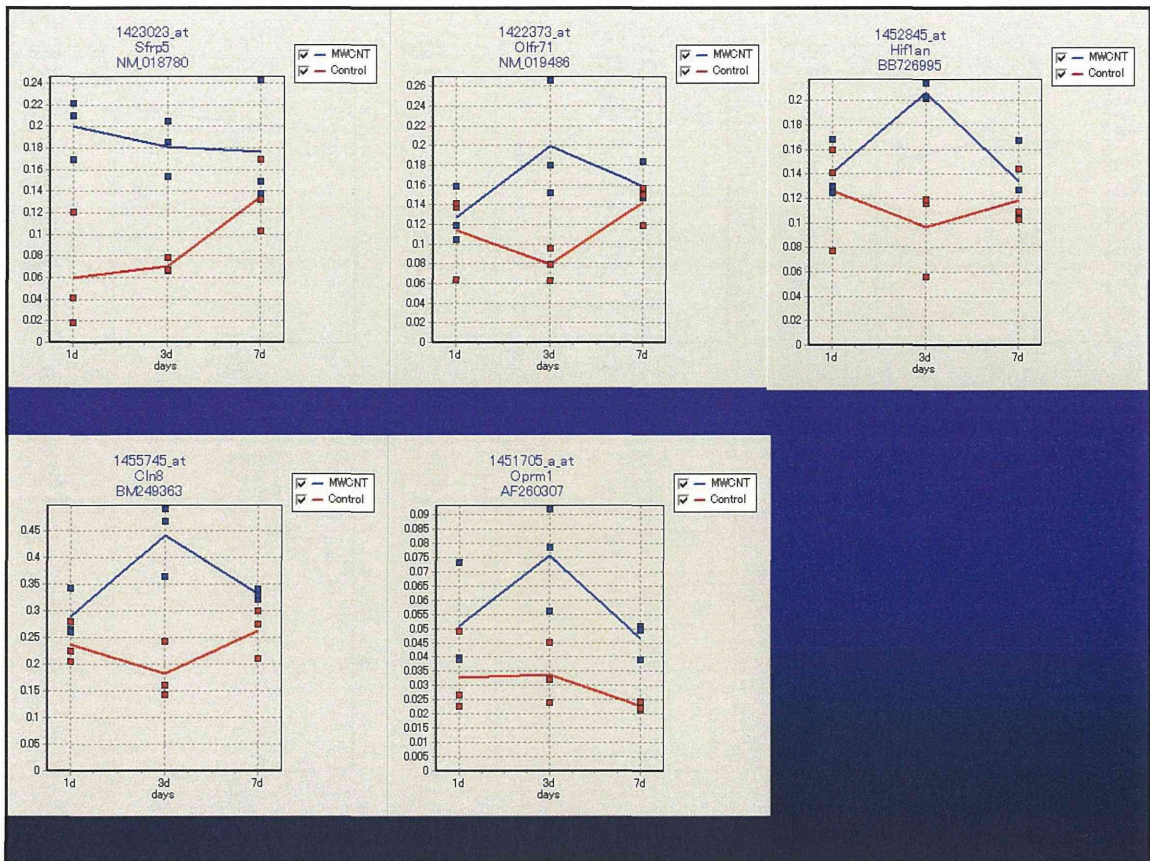 1423023_at
Sfrp5
NM_018780
MWCNT
Control
0.24
0.22
0.2
0.18
0.16
0.14
0.12
0.1
0.08
0.06
0.04
0.02
0
1d
3d
7d
days
1422373_at
Olfr71
NM_019486
MWCNT
Control
0.26
0.24
0.22
0.2
0.18
0.16
0.14
0.12
0.1
0.08
0.06
0.04
0.02
0
1d
3d
7d
days
1452845_at
Hif1an
BB726995
MWCNT
Control
0.2
0.18
0.16
0.14
0.12
0.1
0.08
0.06
0.04
0.02
0
1d
3d
7d
days
1455745_at
Cln8
BM249363
MWCNT
Control
0.45
0.4
0.35
0.3
0.25
0.2
0.15
0.1
0.05
0
1d
3d
7d
days
1451705_a_at
Oprm1
AF260307
MWCNT
Control
0.09
0.085
0.08
0.075
0.07
0.065
0.06
0.055
0.05
0.045
0.04
0.035
0.03
0.025
0.02
0.015
0.01
0.005
0
1d
3d
7d
days